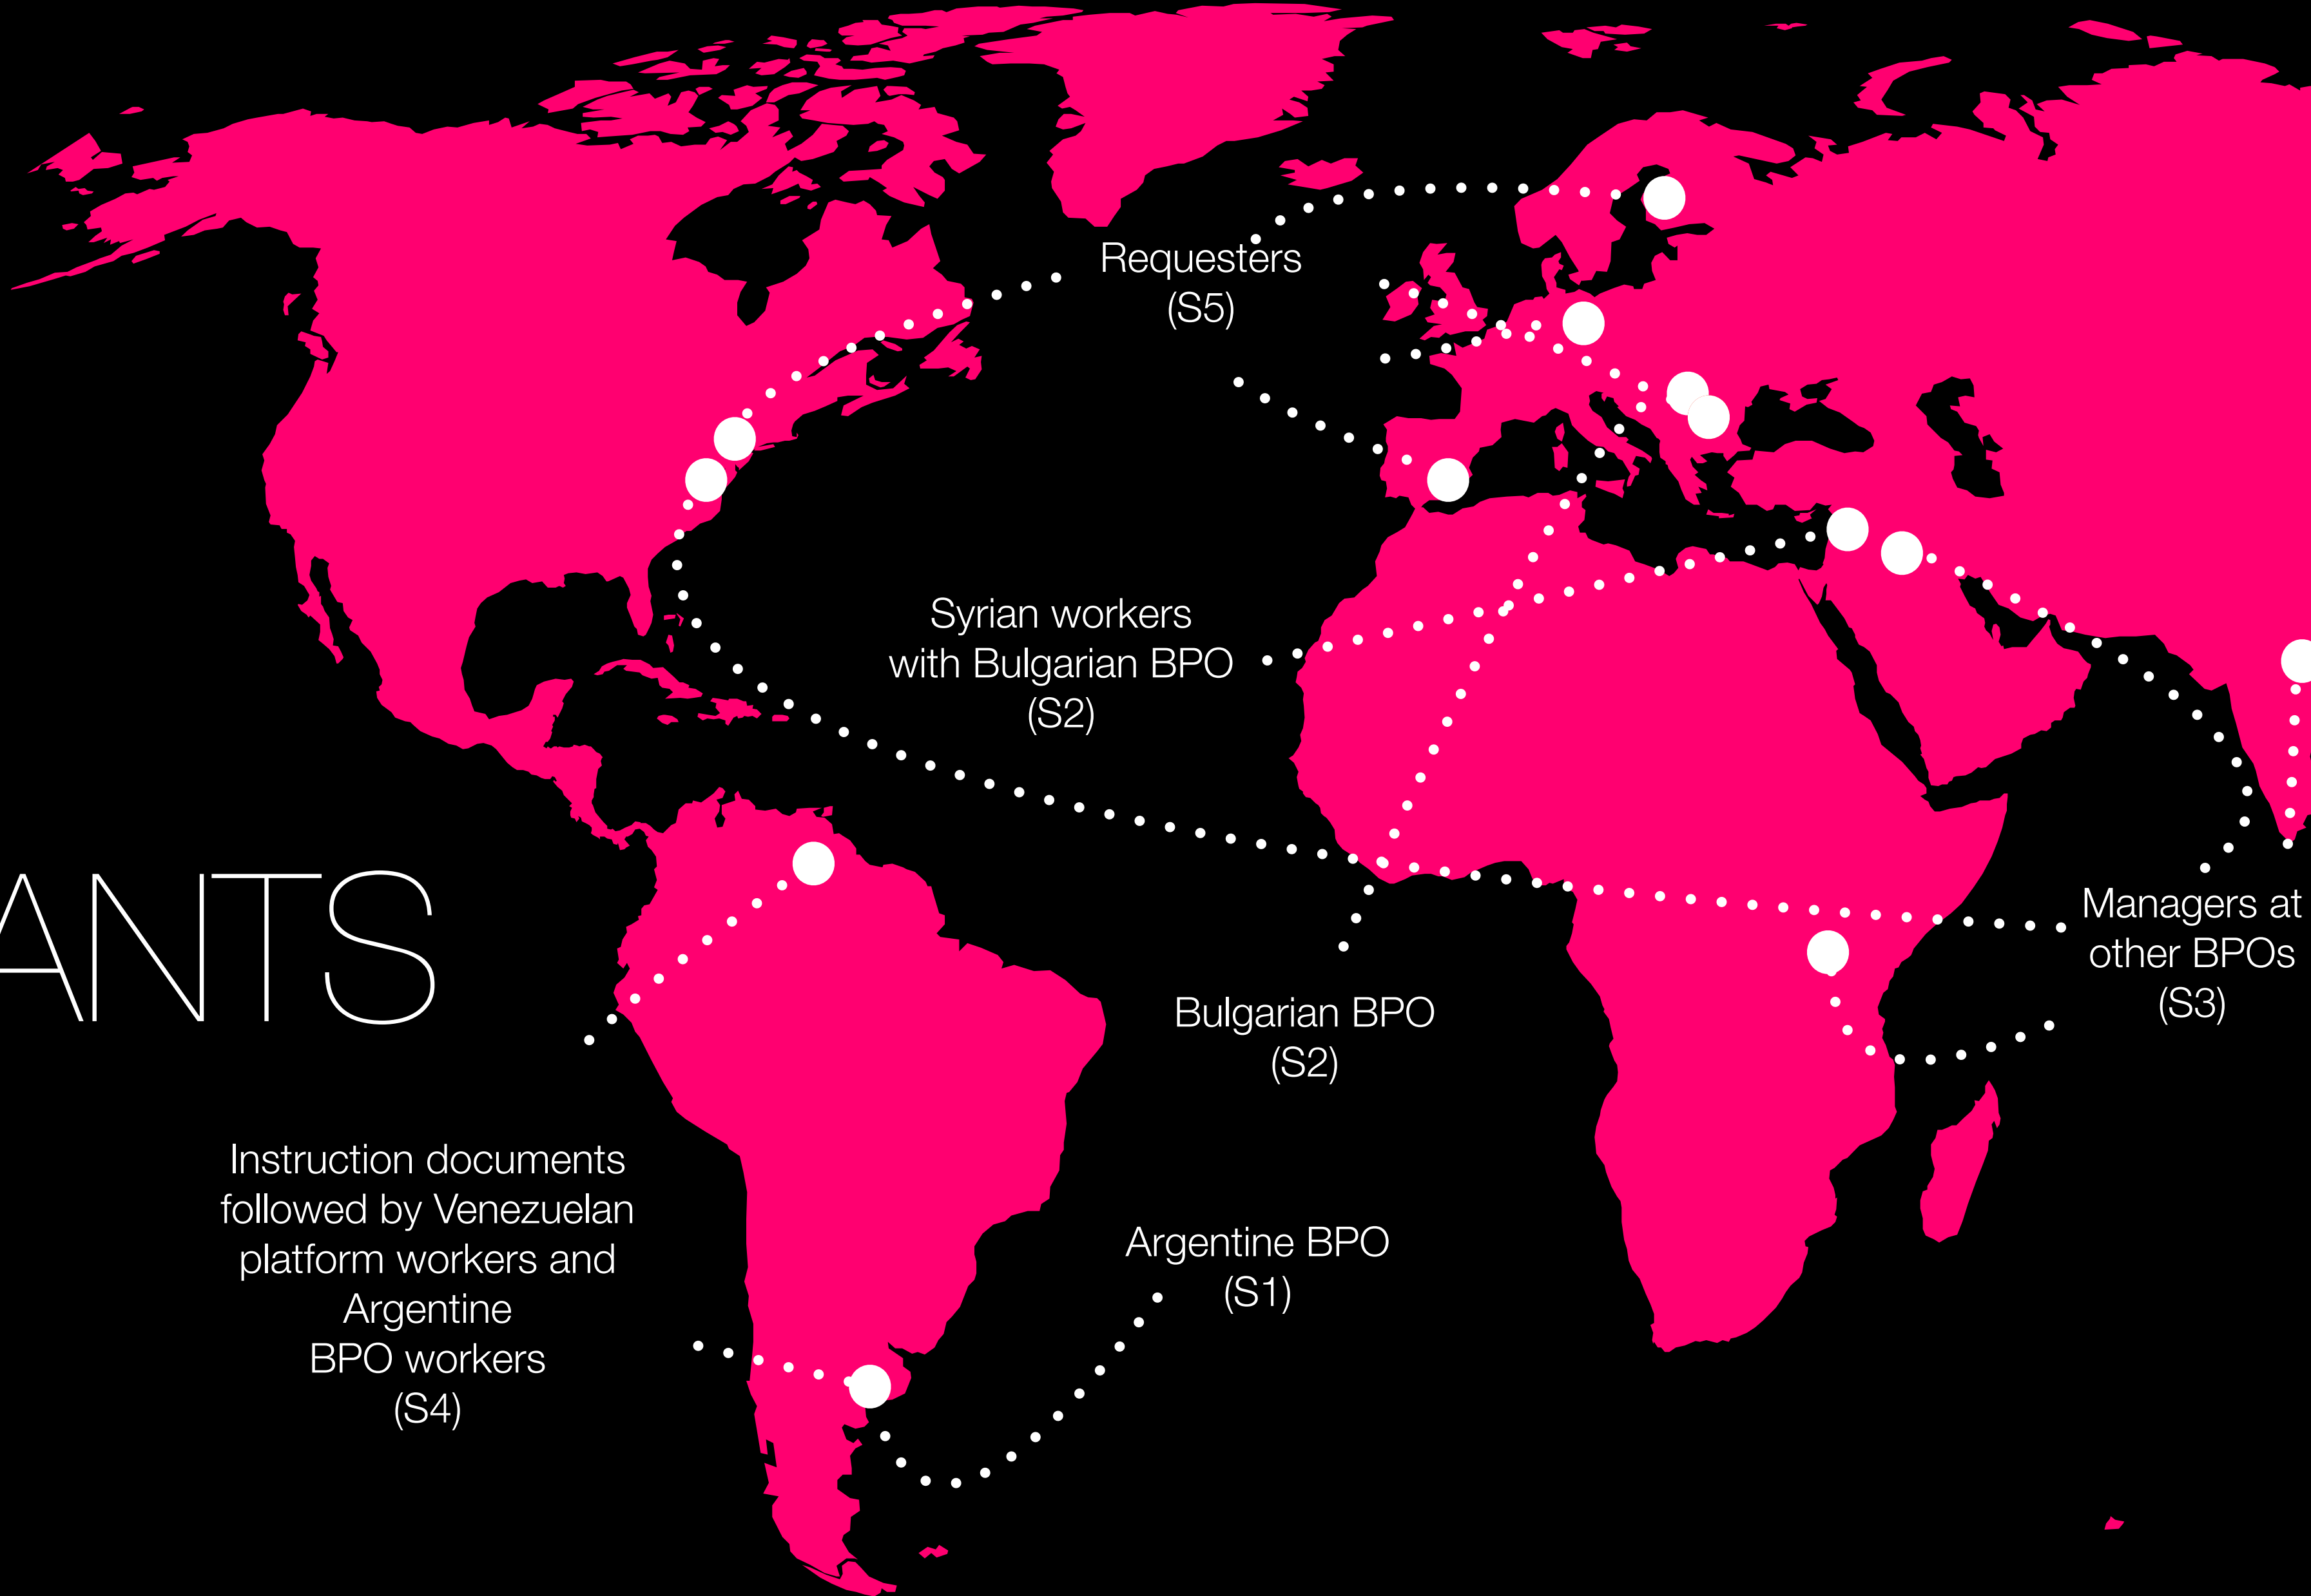 Requesters
(S5)
Syrian workers
with Bulgarian BPO
(S2)
ANTS
Managers at
other BPOs
(S3)
Bulgarian BPO
(S2)
Instruction documents
followed by Venezuelan
platform workers and
Argentine
BPO workers
(S4)
Argentine BPO
(S1)